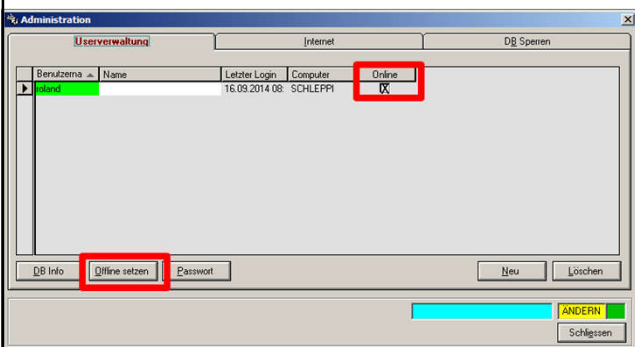 Administration
Userverwaltung Internet DB Sperren
Benutzerna Name Letzter Login Computer Online
roland 16.09.2014 08: SCHLEPPI X
DB Info Offline setzen Passwort Neu Löschen
ÄNDERN
Schliessen